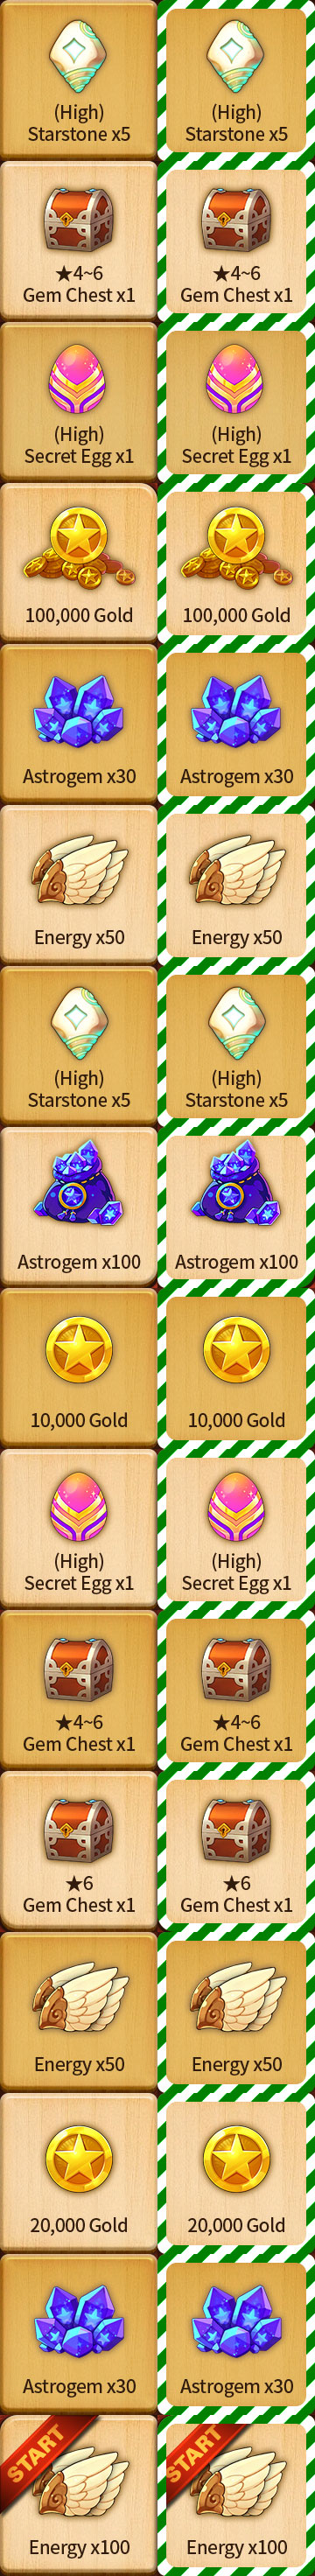 (High)
Starstone x5
(High)
Starstone x5
★4~6
Gem Chest x1
★4~6
Gem Chest x1
(High)
Secret Egg x1
(High)
Secret Egg x1
100,000 Gold
100,000 Gold
Astrogem x30
Astrogem x30
Energy x50
Energy x50
(High)
Starstone x5
(High)
Starstone x5
Astrogem x100
Astrogem x100
10,000 Gold
10,000 Gold
(High)
Secret Egg x1
(High)
Secret Egg x1
★4~6
Gem Chest x1
★4~6
Gem Chest x1
★6
Gem Chest x1
★6
Gem Chest x1
Energy x50
Energy x50
20,000 Gold
20,000 Gold
Astrogem x30
Astrogem x30
START
Energy x100
START
Energy x100